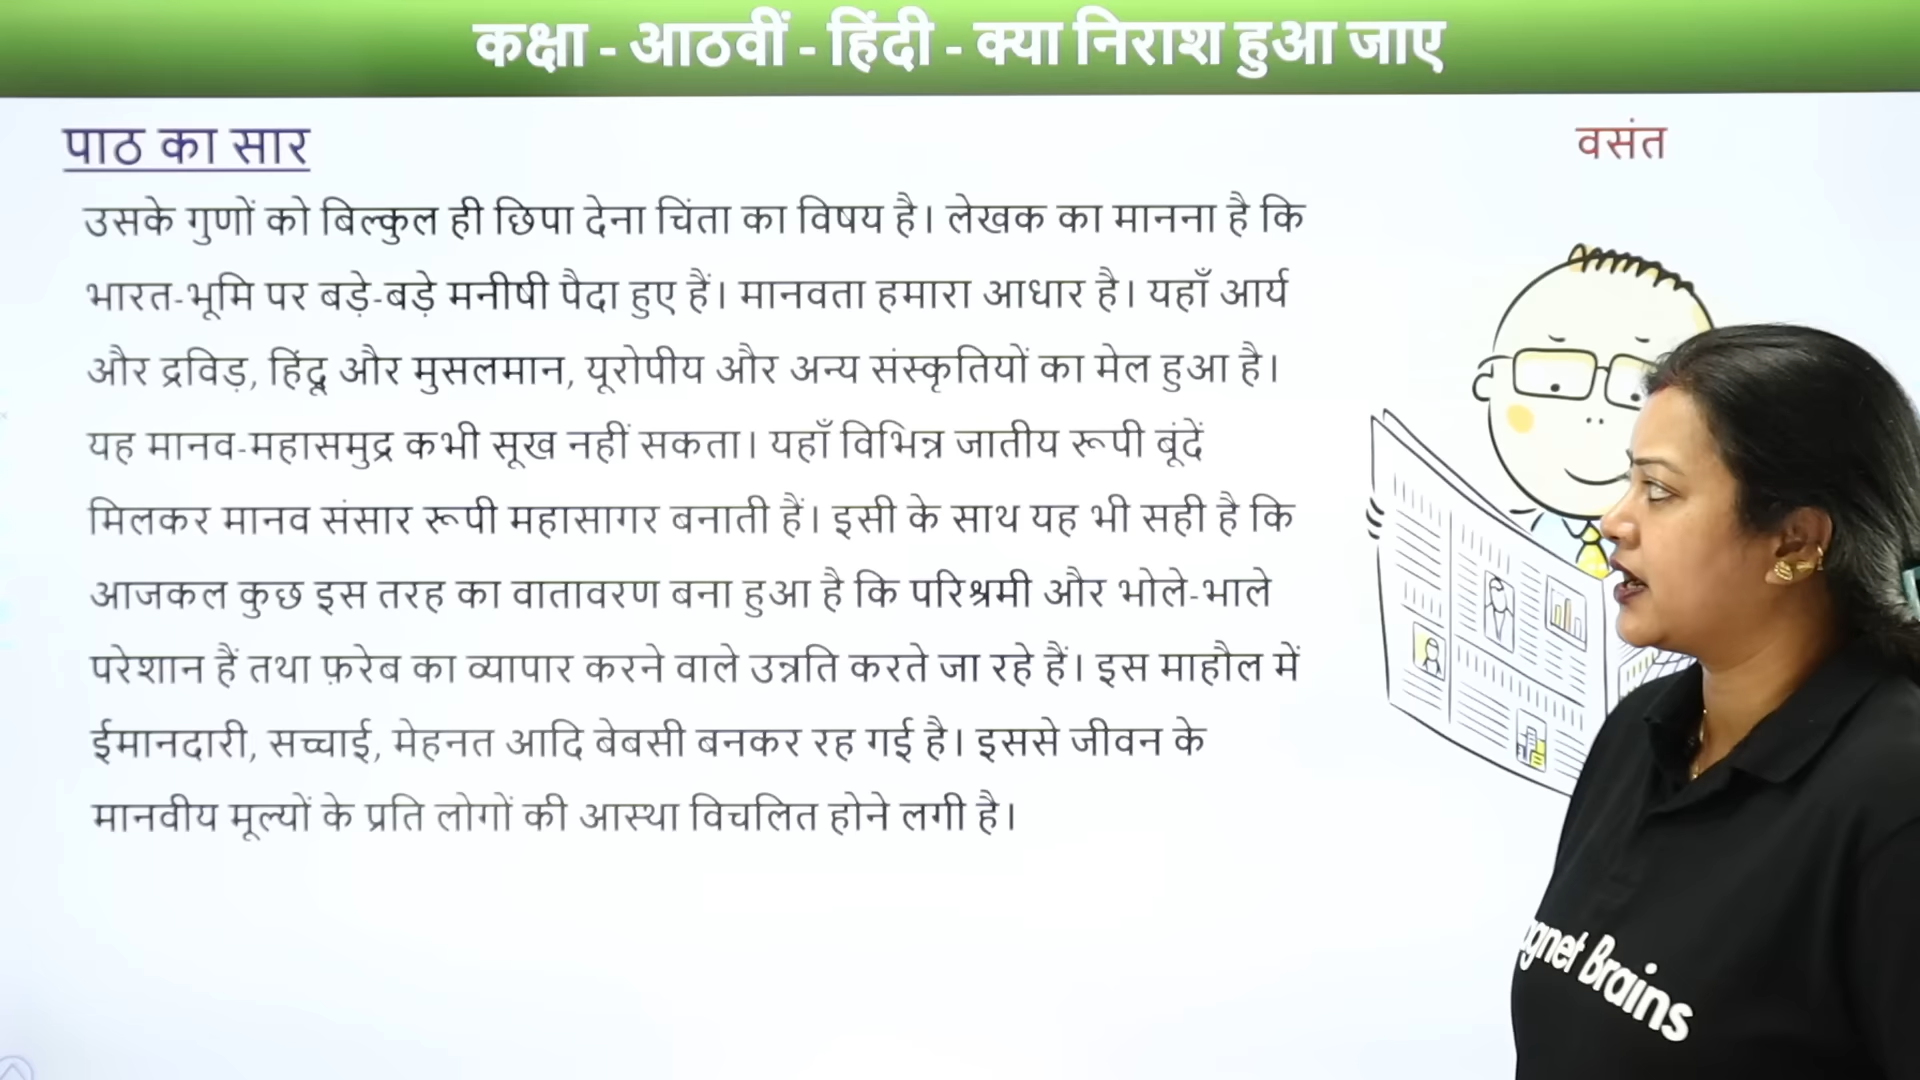 कक्षा - आठवीं - हिंदी - क्या निराश हुआ जाए
पाठ का सार
वसंत
उसके गुणों को बिल्कुल ही छिपा देना चिंता का विषय है। लेखक का मानना है कि
भारत-भूमि पर बड़े-बड़े मनीषी पैदा हुए हैं। मानवता हमारा आधार है। यहाँ आर्य
और द्रविड़, हिंदू और मुसलमान, यूरोपीय और अन्य संस्कृतियों का मेल हुआ है।
यह मानव-महासमुद्र कभी सूख नहीं सकता। यहाँ विभिन्न जातीय रूपी बूंदें
मिलकर मानव संसार रूपी महासागर बनाती हैं। इसी के साथ यह भी सही है कि
आजकल कुछ इस तरह का वातावरण बना हुआ है कि परिश्रमी और भोले-भाले
परेशान हैं तथा फ़रेब का व्यापार करने वाले उन्नति करते जा रहे हैं। इस माहौल में
ईमानदारी, सच्चाई, मेहनत आदि बेबसी बनकर रह गई है। इससे जीवन के
मानवीय मूल्यों के प्रति लोगों की आस्था विचलित होने लगी है।
gnet Brains